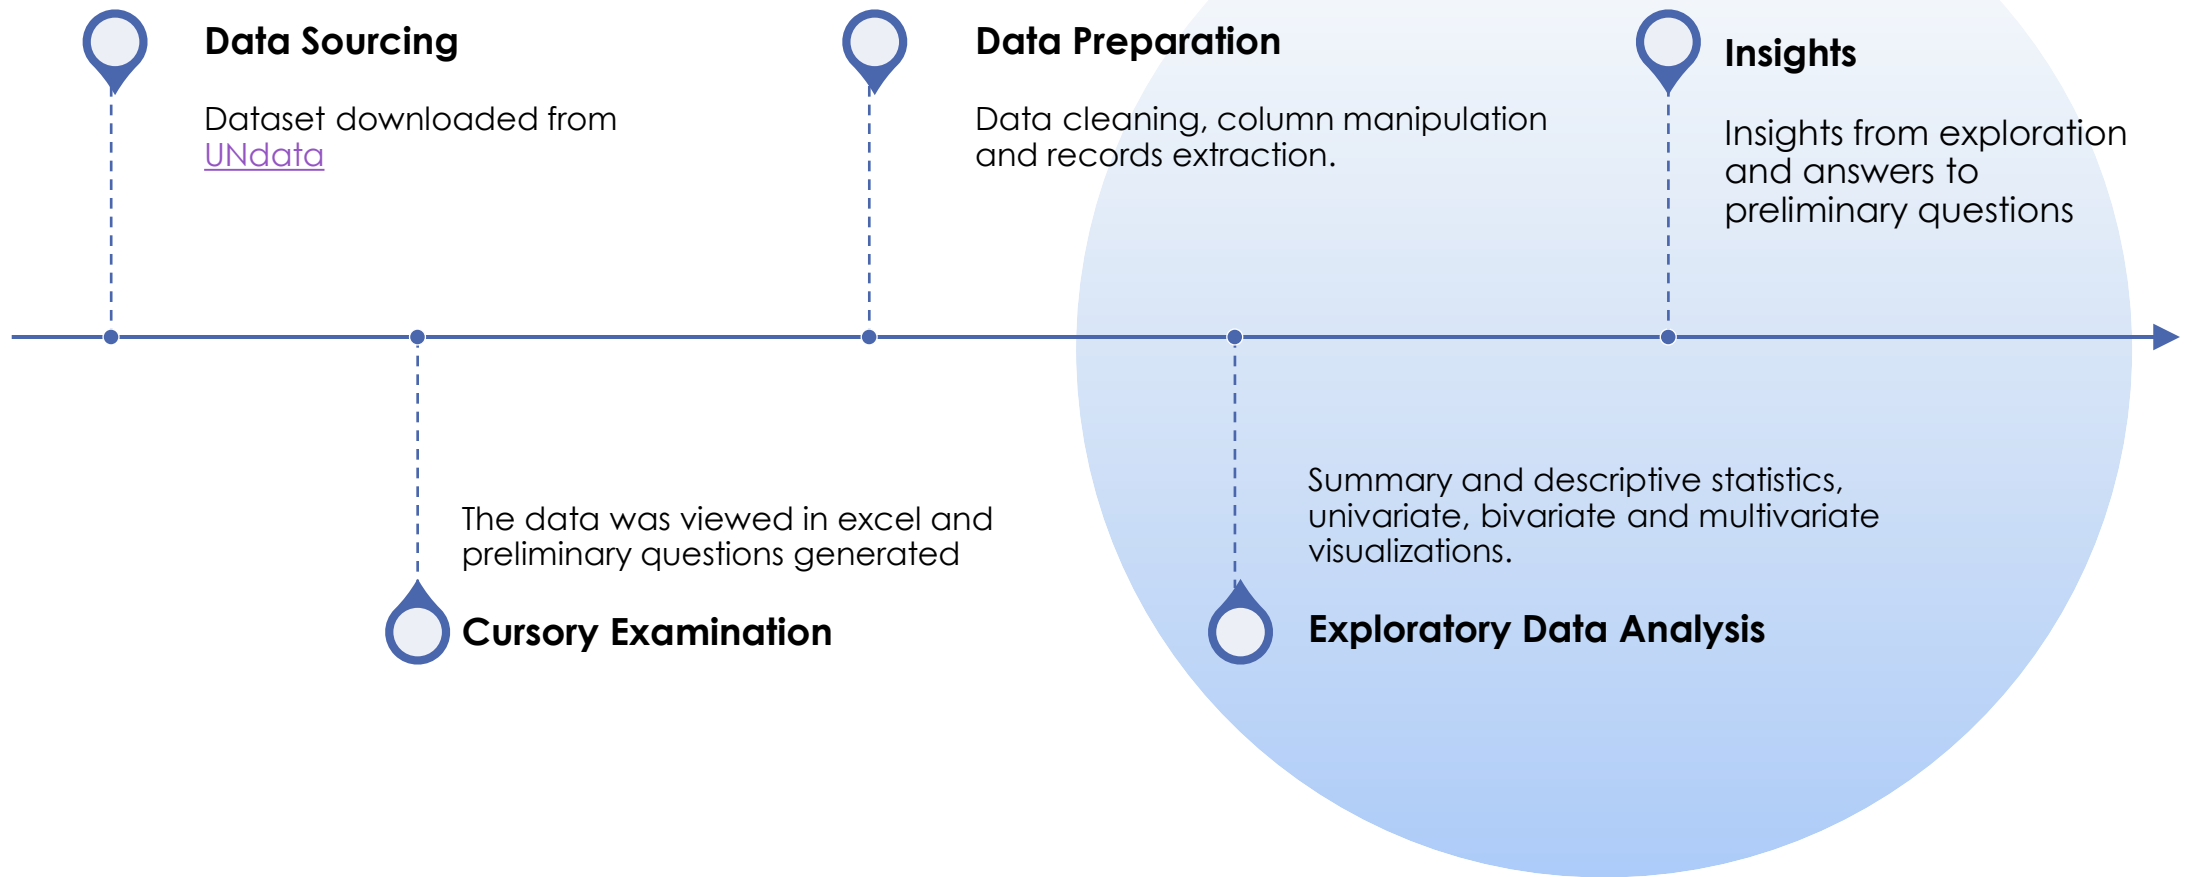 Data Sourcing
Dataset downloaded from
UNdata
The data was viewed in excel and
preliminary questions generated
Cursory Examination
Data Preparation
Data cleaning, column manipulation
and records extraction.
Summary and descriptive statistics,
univariate, bivariate and multivariate
visualizations.
Exploratory Data Analysis
Insights
Insights from exploration
and answers to
preliminary questions